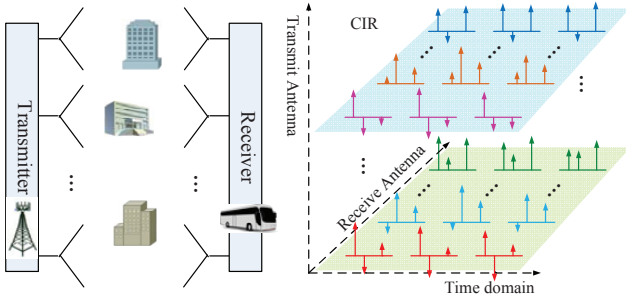 Transmitter
Receiver
Transmit Antenna
CIR
Receive Antenna
Time domain